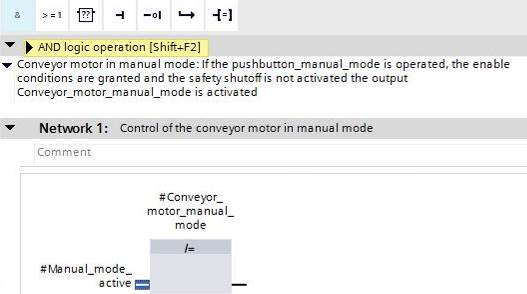 & >=1 ??
AND logic operation [Shift+F2]
Conveyor motor in manual mode: If the pushbutton_manual_mode is operated, the enable
conditions are granted and the safety shutoff is not activated the output
Conveyor_motor_manual_mode is activated
Network 1: Control of the conveyor motor in manual mode
Comment
#Conveyor_
motor_manual_
mode
/=
#Manual_mode_
active